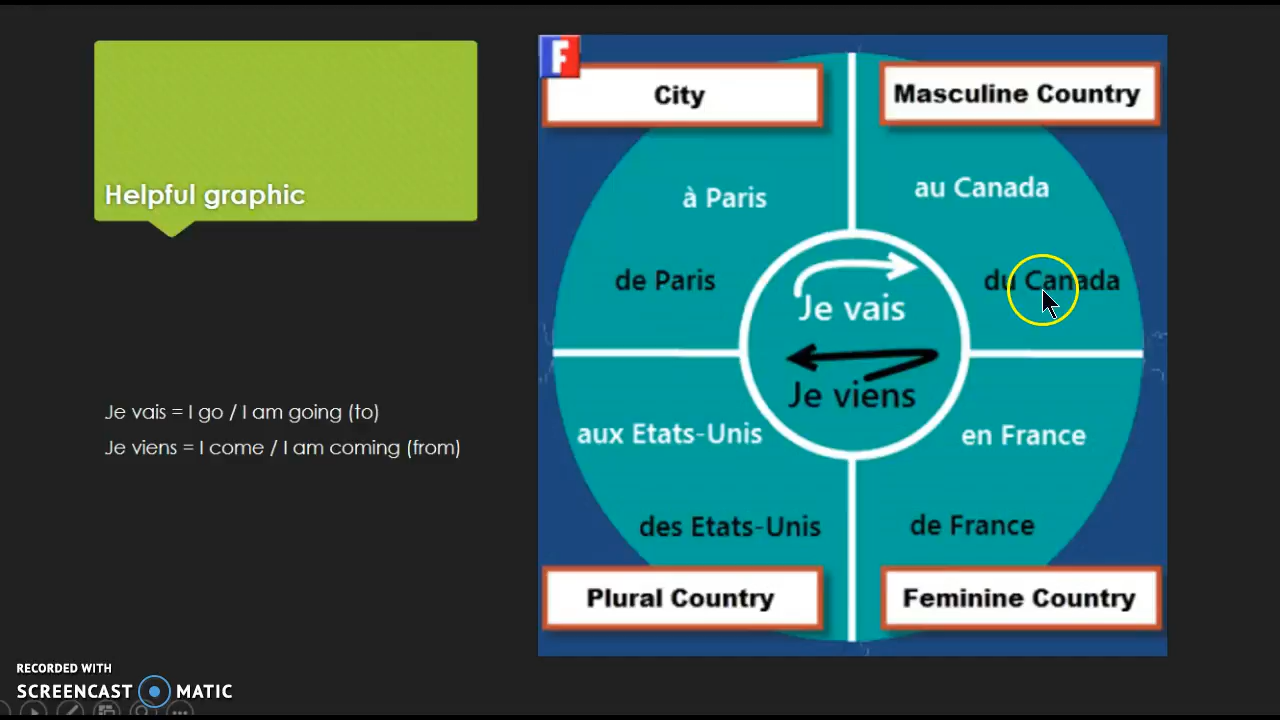 Helpful graphic
Je vais = I go / I am going (to)
Je viens = I come / I am coming (from)
F
City
Masculine Country
à Paris
au Canada
de Paris
du Canada
Je vais
Je viens
aux Etats-Unis
en France
des Etats-Unis
de France
Plural Country
Feminine Country
RECORDED WITH
SCREENCAST MATIC